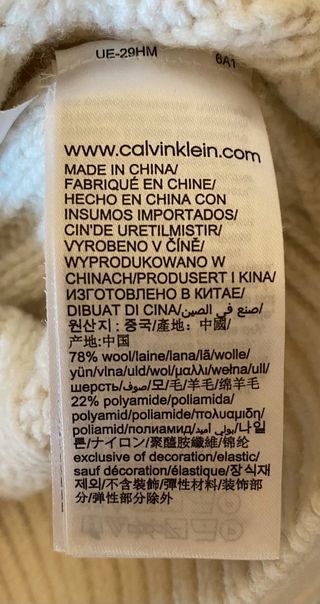 UE-29HM 6A1
www.calvinklein.com
MADE IN CHINA/
FABRIQUÉ EN CHINE/
HECHO EN CHINA CON
INSUMOS IMPORTADOS/
CIN'DE URETILMISTIR/
VYROBENO V ČÍNĚ/
WYPRODUKOWANO W
CHINACH/PRODUSERT I KINA/
ИЗГОТОВЛЕНО В КИТАЕ/
DIBUAT DI CINA/صنع في الصين/
원산지 : 중국/產地: 中國/
产地:中国
78% wool/laine/lana/lã/wolle/
yün/vlna/uld/wol/μαλλι/wełna/ull/
шерсть/صوف/모/毛/羊毛/绵羊毛
22% polyamide/poliamida/
polyamid/poliamide/πολυαμιδη/
poliamid/полиамид/بولي أميد/나일
론/ナイロン/聚醯胺纖維/锦纶
exclusive of decoration/elastic/
sauf décoration/élastique/장식재
제외/不含裝飾/彈性材料/装饰部
分/弹性部分除外